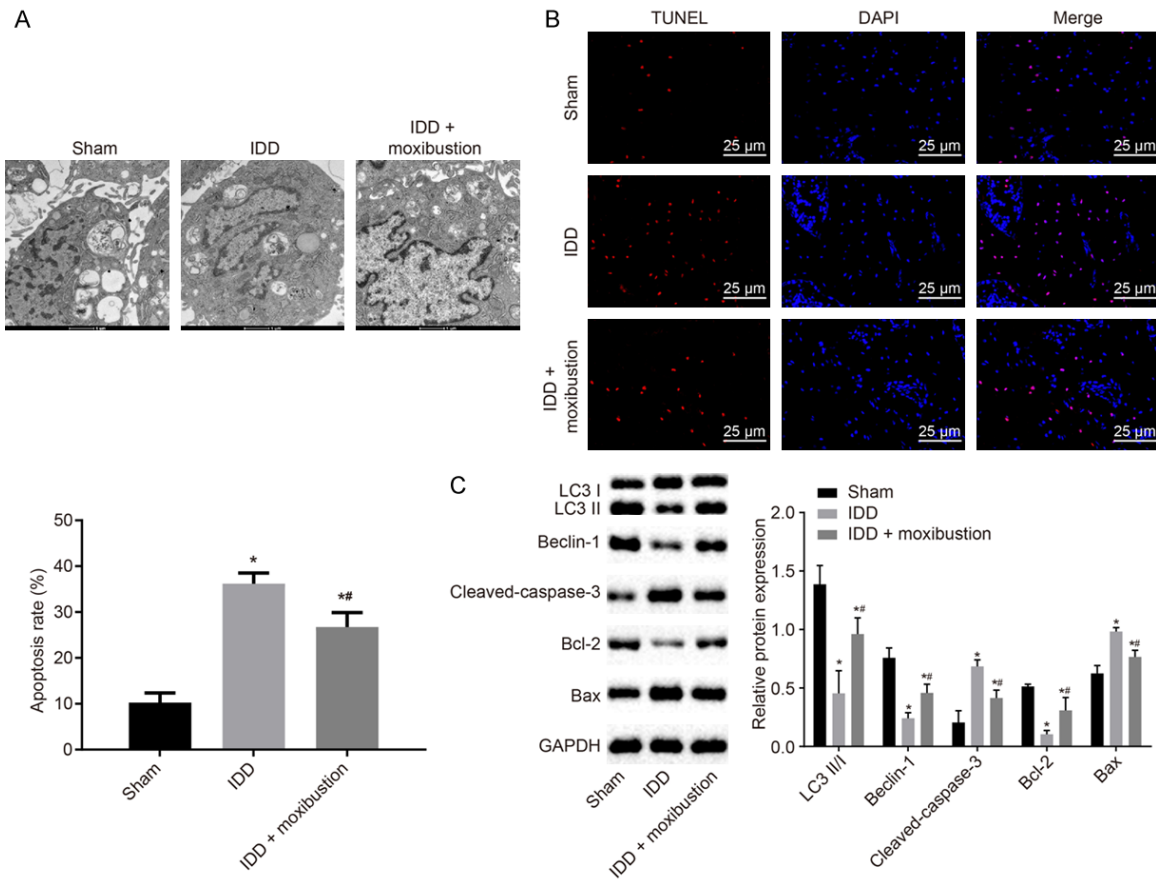 A
Sham
IDD
IDD +
moxibustion
B
TUNEL
DAPI
Merge
Sham
25 µm
25 µm
25 µm
IDD
25 µm
25 µm
25 µm
IDD +
moxibustion
25 µm
25 µm
25 µm
Apoptosis rate (%)
50
40
30
20
10
0
*
*#
Sham
IDD
IDD + moxibustion
C
LC3 I
LC3 II
Beclin-1
Cleaved-caspase-3
Bcl-2
Bax
GAPDH
Sham
IDD
IDD + moxibustion
Sham
IDD
IDD + moxibustion
Relative protein expression
2.0
1.5
1.0
0.5
0.0
*
*#
*
*#
*
*#
*
*#
*
*#
LC3 II/I
Beclin-1
Cleaved-caspase-3
Bcl-2
Bax